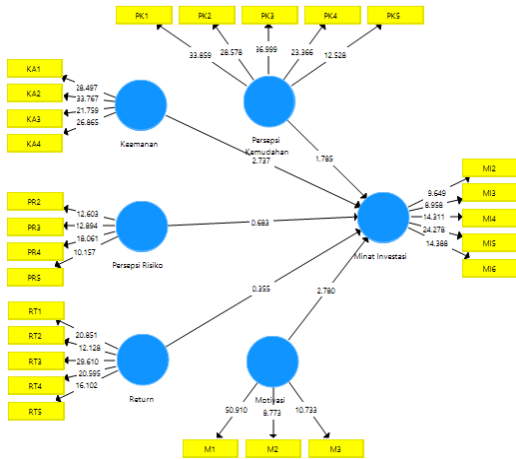 PK1 PK2 PK3 PK4 PK5
33.859 28.578 36.999 23.366 12.528
KA1
KA2
KA3
KA4
28.497
33.767
21.759
26.865
Keamanan
Persepsi
Kemudahan
2.737
1.785
PR2
PR3
PR4
PR5
12.603
12.894
18.061
10.157
Persepsi Risiko
0.683
MI2
MI3
MI4
MI5
MI6
9.649
8.958
14.311
24.278
14.388
Minat Investasi
RT1
RT2
RT3
RT4
RT5
20.851
12.128
29.610
20.595
16.102
Return
0.355
2.780
Motivasi
50.910 8.773 10.733
M1 M2 M3